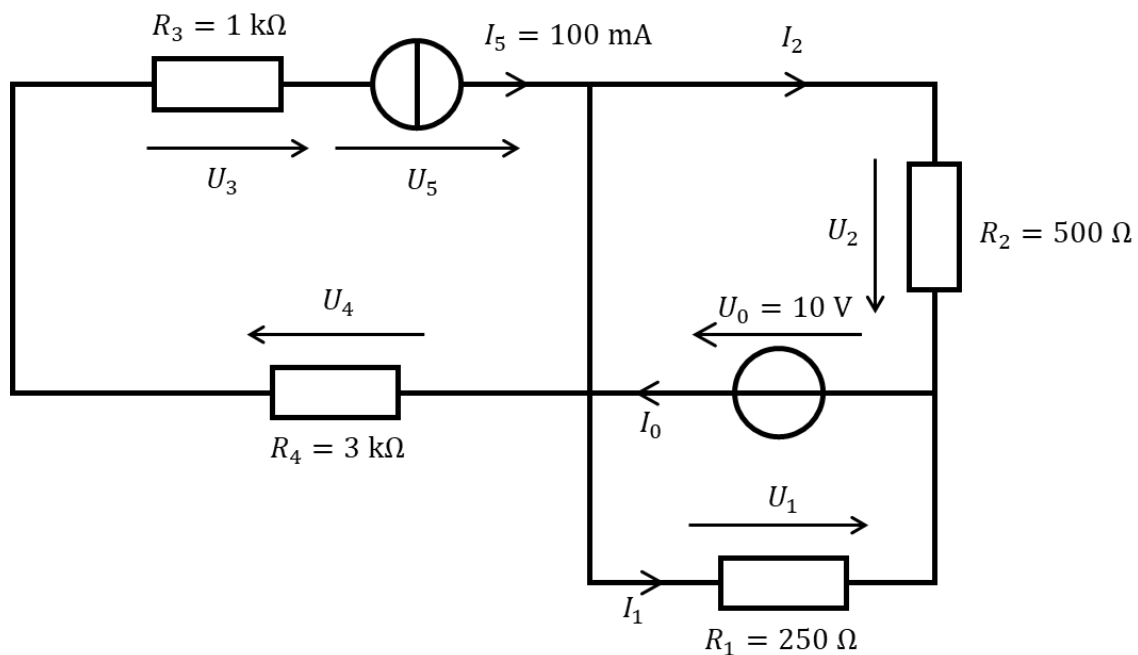 R₃ = 1 kΩ
I₅ = 100 mA
I₂
U₃
U₅
U₂
R₂ = 500 Ω
U₄
U₀ = 10 V
I₀
R₄ = 3 kΩ
U₁
I₁
R₁ = 250 Ω